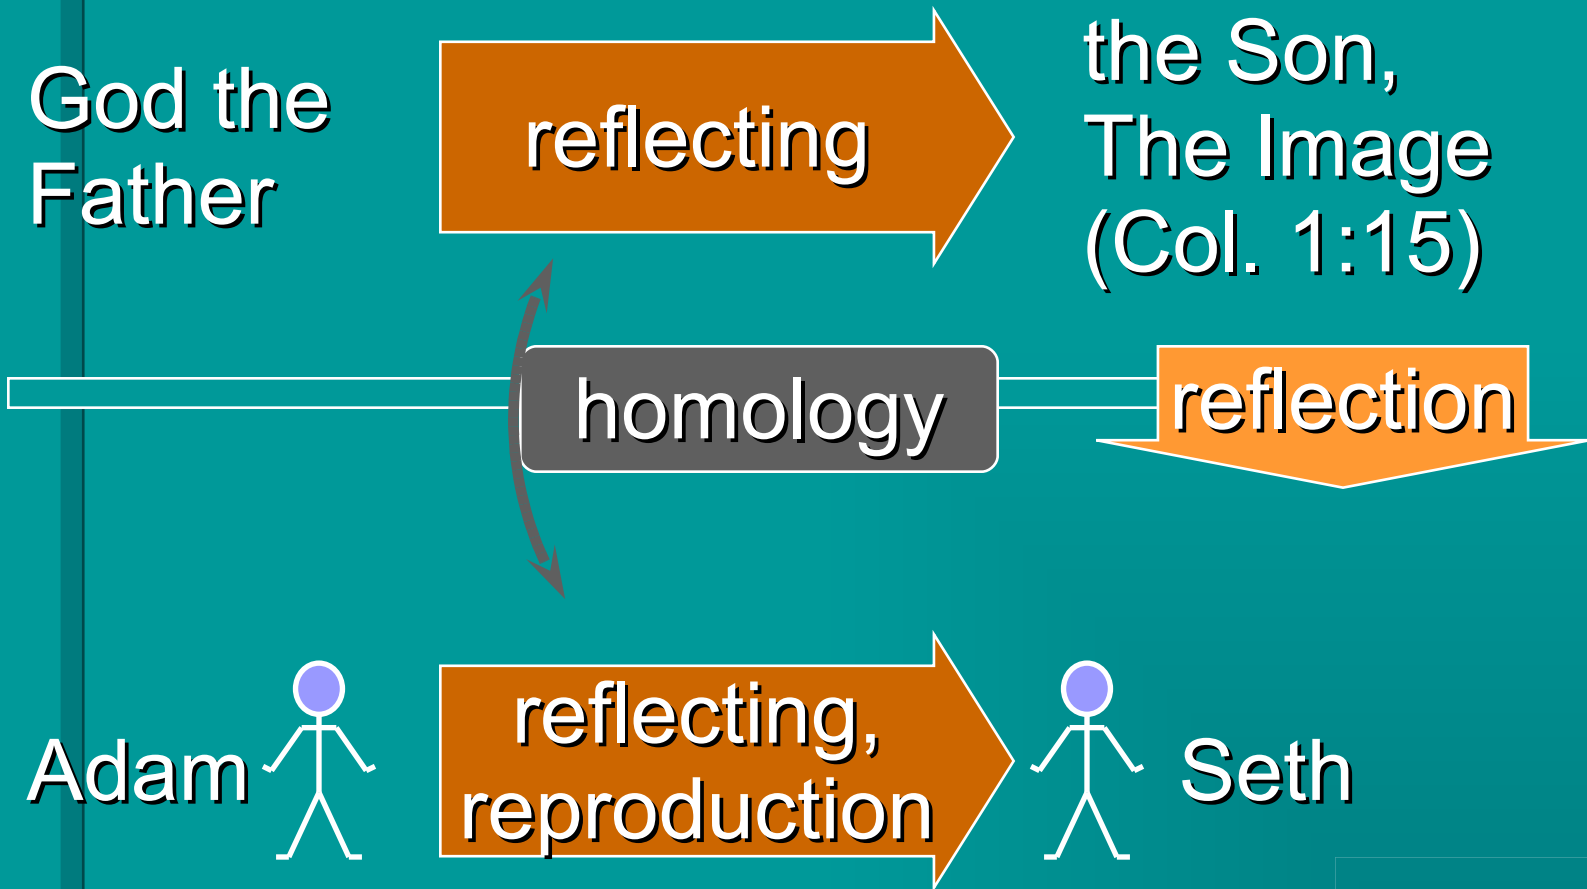 God the
Father
reflecting
the Son,
The Image
(Col. 1:15)
homology
reflection
Adam
reflecting,
reproduction
Seth